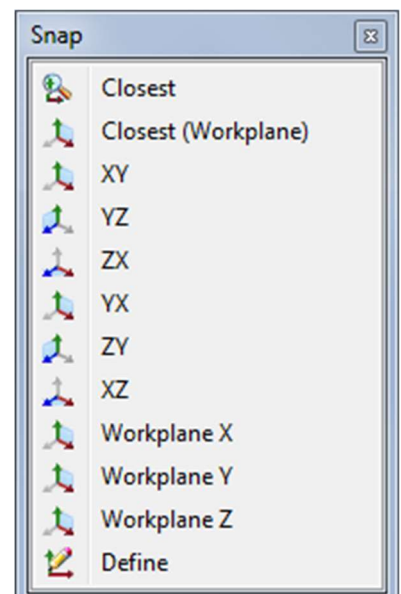 Snap
Closest
Closest (Workplane)
XY
YZ
ZX
YX
ZY
XZ
Workplane X
Workplane Y
Workplane Z
Define